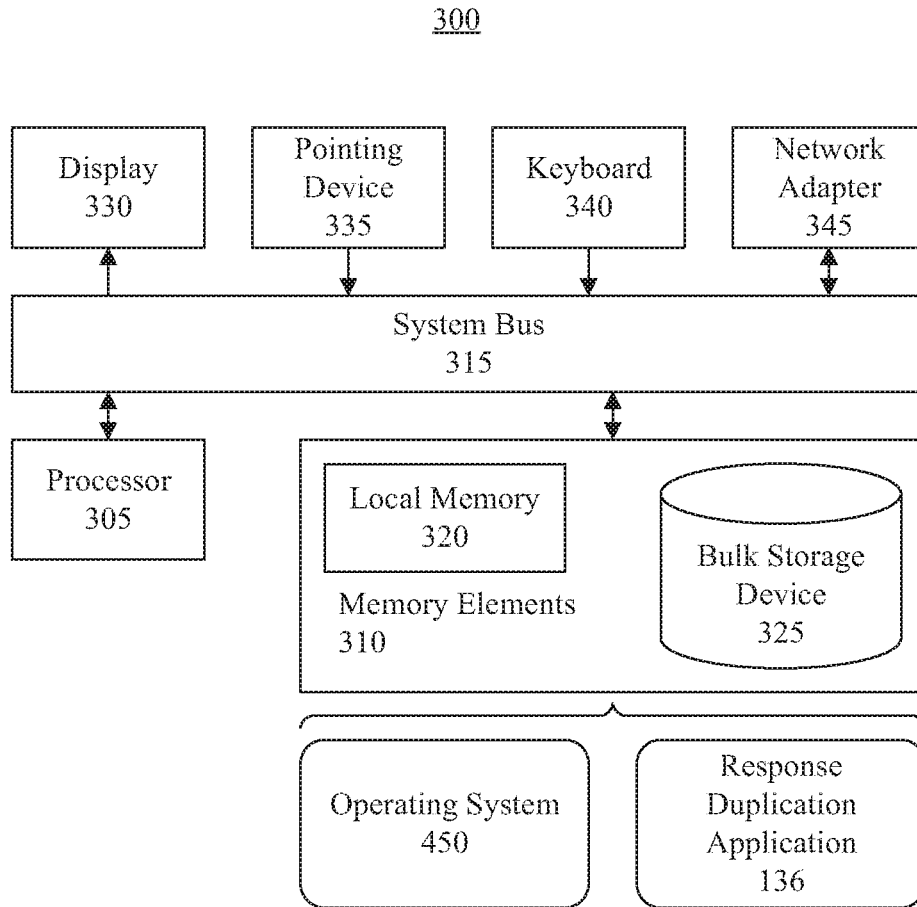 300
Display
330
Pointing
Device
335
Keyboard
340
Network
Adapter
345
System Bus
315
Processor
305
Local Memory
320
Memory Elements
310
Bulk Storage
Device
325
Operating System
450
Response
Duplication
Application
136